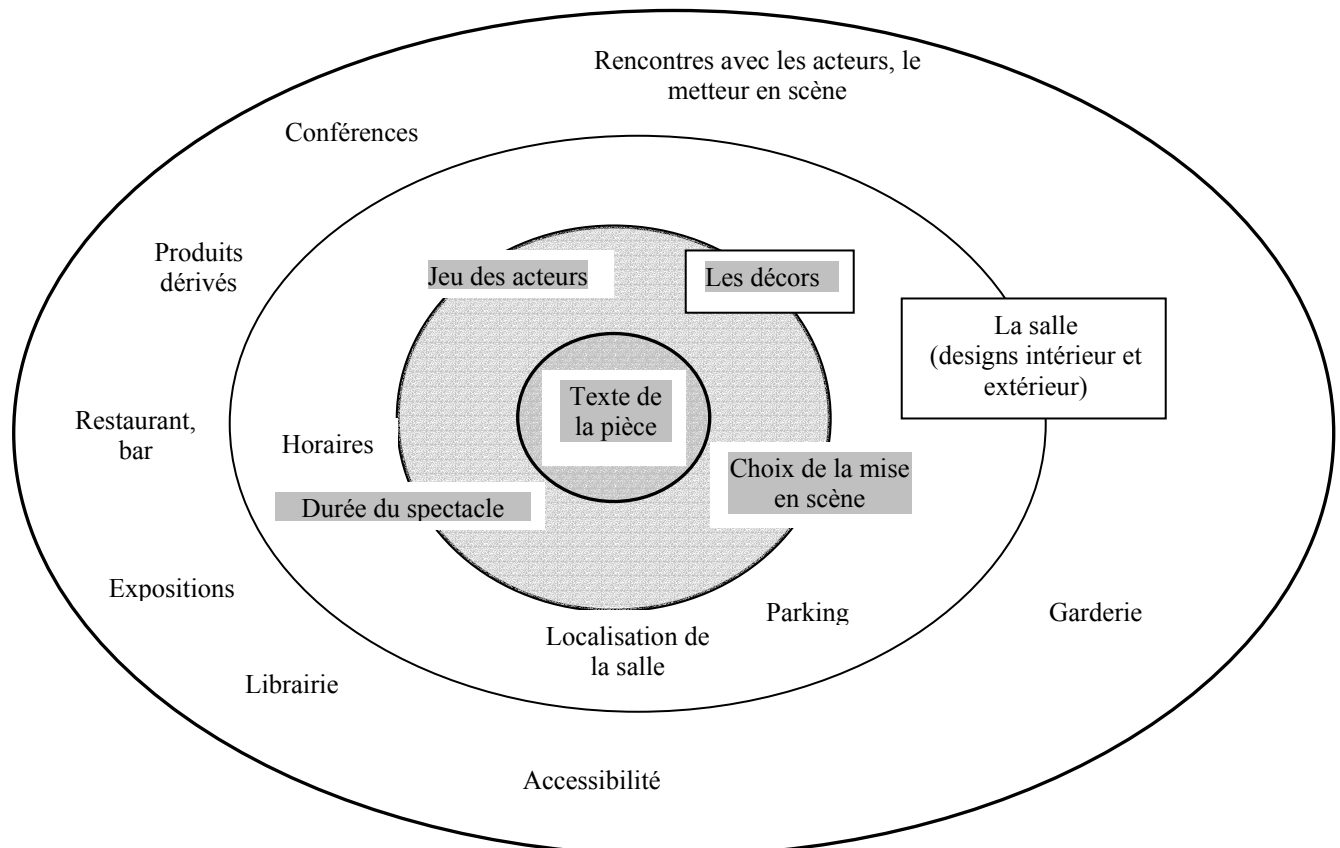 Rencontres avec les acteurs, le
metteur en scène
Conférences
Produits
dérivés
Jeu des acteurs
Les décors
La salle
(designs intérieur et
extérieur)
Texte de
la pièce
Restaurant,
bar
Horaires
Choix de la mise
en scène
Durée du spectacle
Expositions
Parking
Garderie
Localisation de
la salle
Librairie
Accessibilité